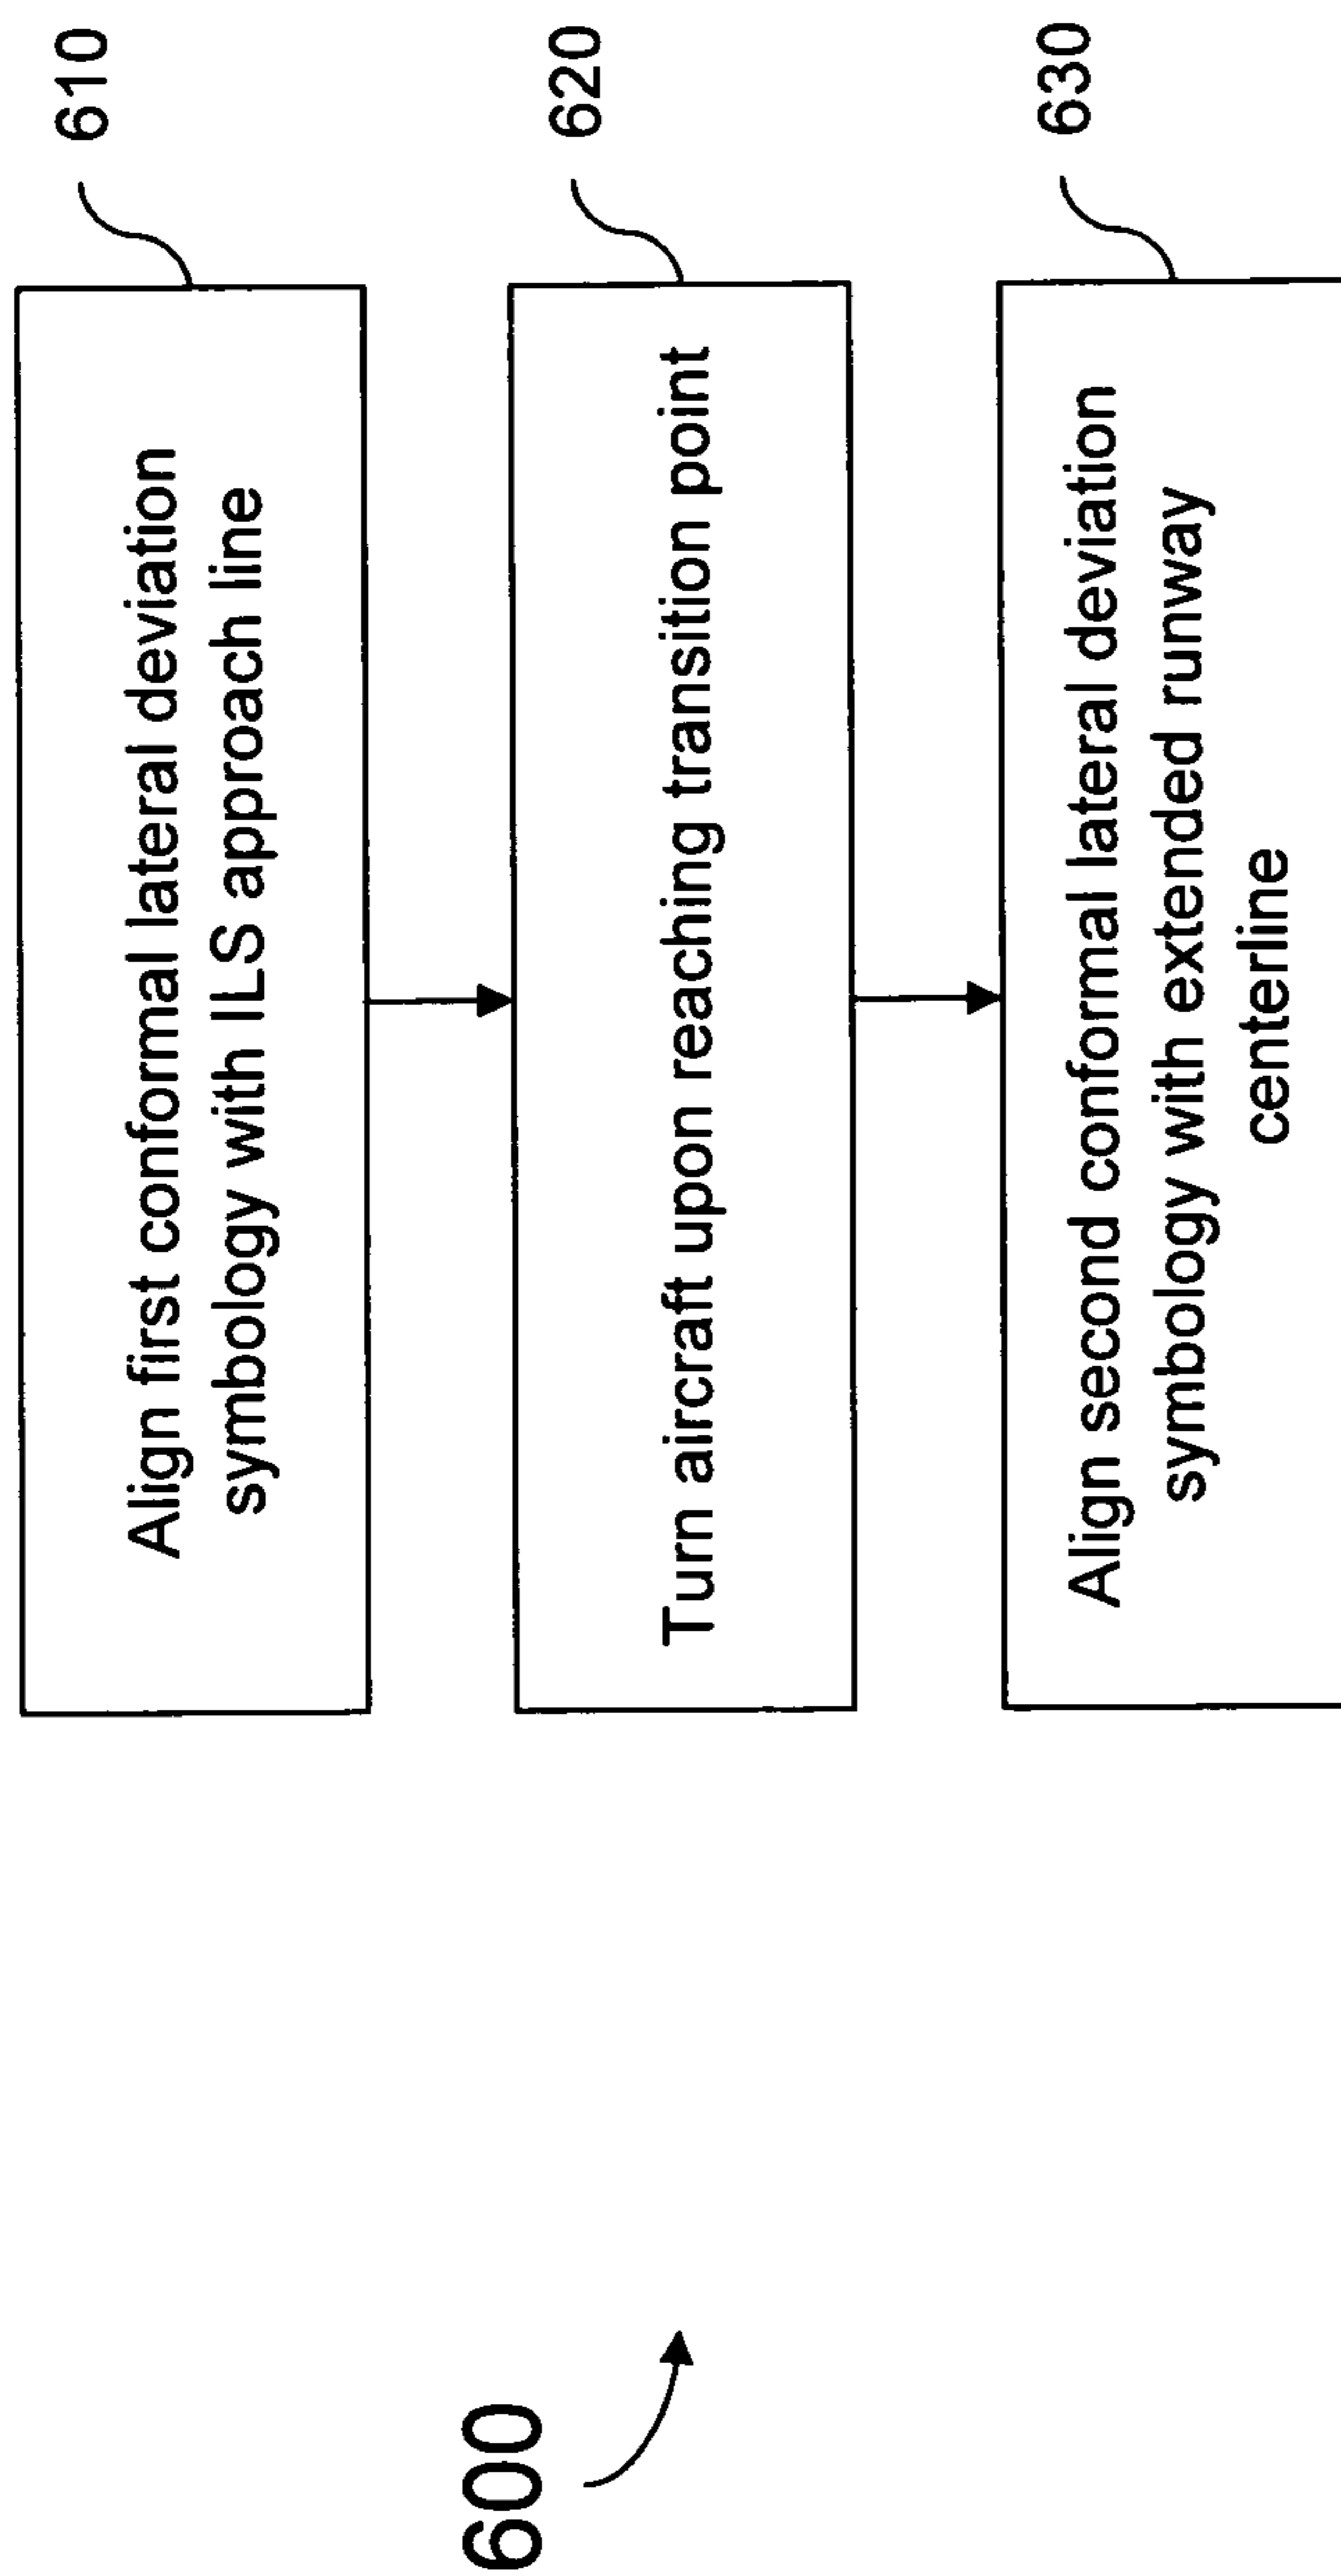 610
Align first conformal lateral deviation
symbology with ILS approach line
620
Turn aircraft upon reaching transition point
630
Align second conformal lateral deviation
symbology with extended runway
centerline
600